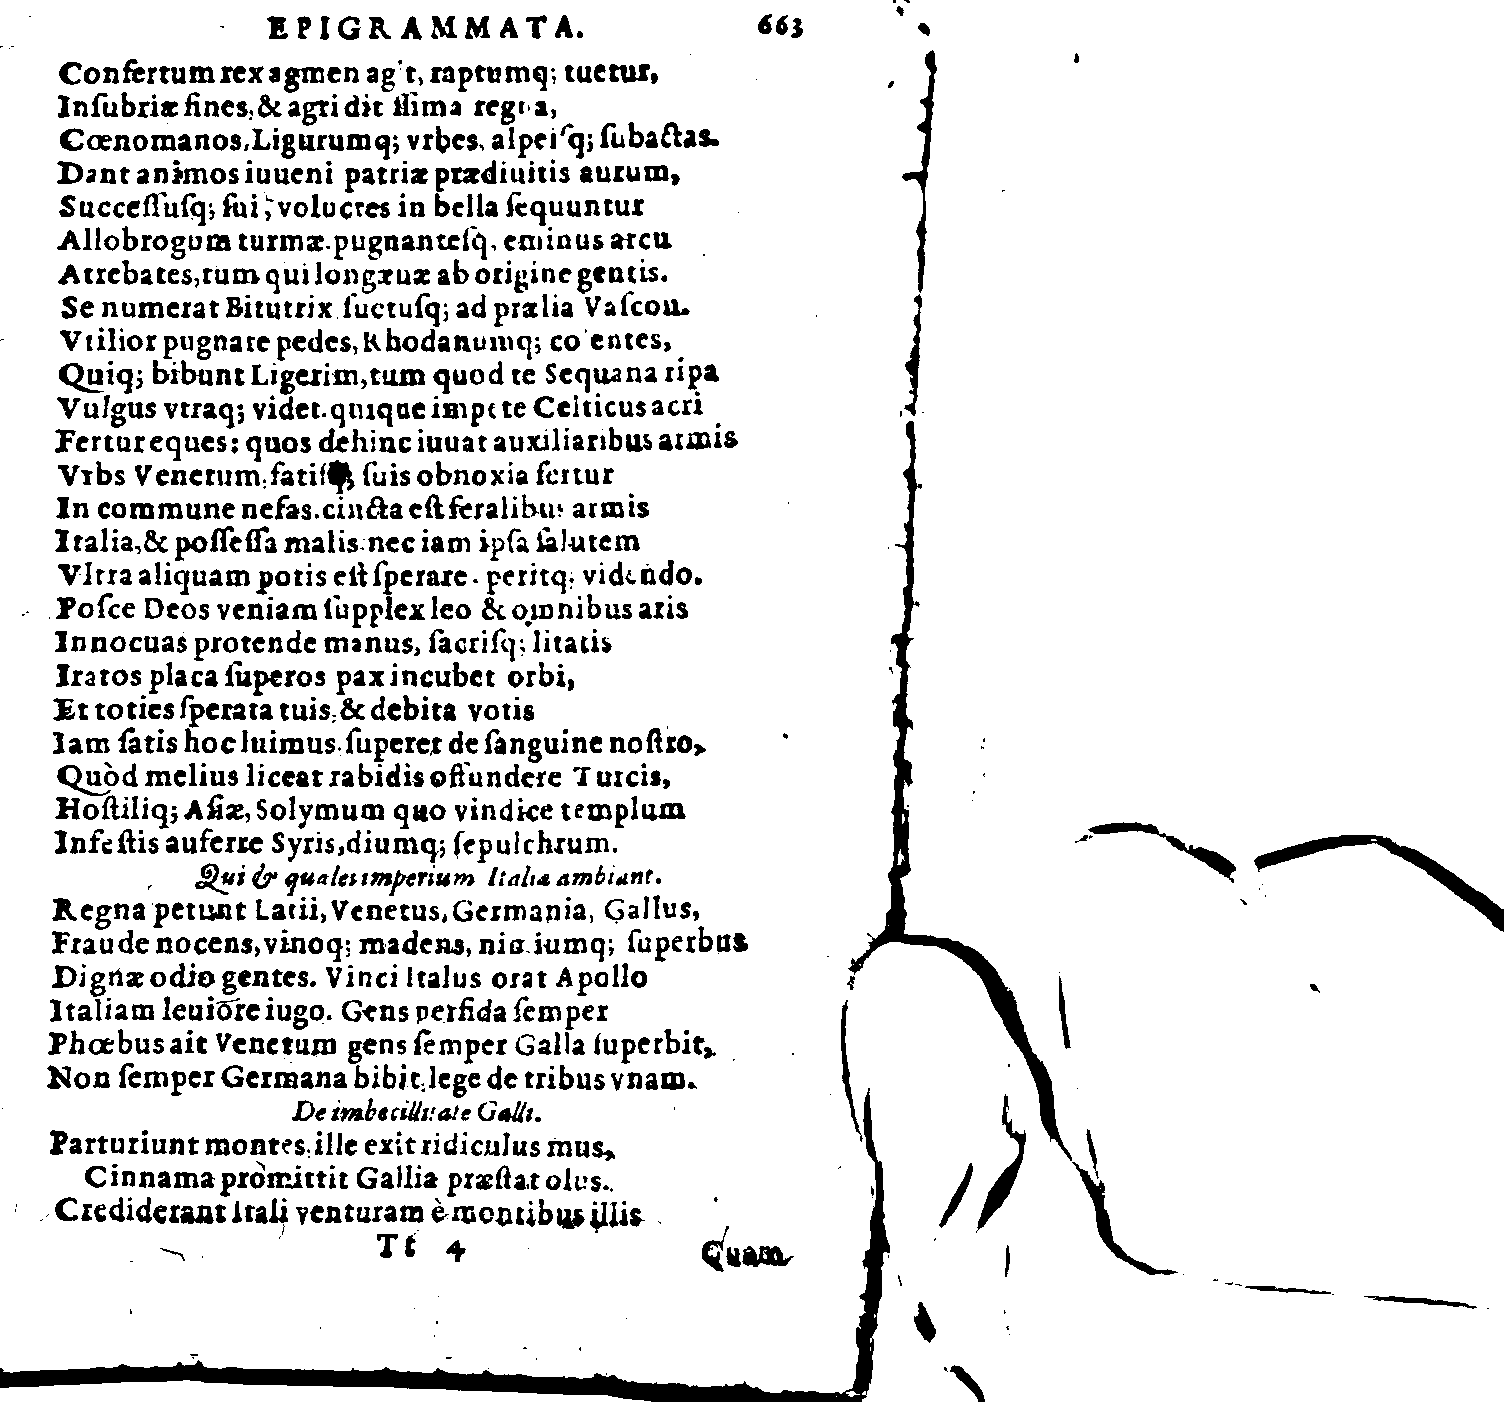 EPIGRAMMATA. 663
Confertum rex agmen agit, raptumq; tuetur,
Inſubriæ fines, & agri ditiſſima regna,
Cœnomanos, Ligurumq; vrbes, alpeiſq; ſubactas.
Dant animos iuueni patriæ prædiuitis aurum,
Succeſſuſq; ſui, volucres in bella ſequuntur
Allobrogum turmæ. pugnanteſq, eminus arcu
Atrebates, tum qui longæuæ ab origine gentis.
Se numerat Bitutrix ſuctuſq; ad prælia Vaſcon.
Vtilior pugnare pedes, Rhodanumq; colentes,
Quiq; bibunt Ligerim, tum quod te Sequana ripa
Vulgus vtraq; videt. quique impete Celticus acri
Fertur eques: quos dehinc iuuat auxiliaribus armis
Vrbs Venetum, ſuis obnoxia fertur
In commune nefas. cincta eſt feralibus armis
Italia, & poſſeſſa malis. nec iam ipſa ſalutem
Vltra aliquam potis eſt ſperare. peritq; videndo.
Poſce Deos veniam ſupplex leo & omnibus aris
Innocuas protende manus, ſacriſq; litatis
Iratos placa ſuperos pax incubet orbi,
Et toties ſperata tuis, & debita votis
Iam ſatis hoc luimus. ſuperet de ſanguine noſtro,
Quòd melius liceat rabidis offundere Turcis,
Hoſtiliq; Aſiæ, Solymum quo vindice templum
Infeſtis auferre Syris, diumq; ſepulchrum.
Qui & quales imperium Italiæ ambiant.
Regna petunt Latii, Venetus, Germania, Gallus,
Fraude nocens, vinoq; madens, nimiumq; ſuperbus
Dignæ odio gentes. Vinci Italus orat Apollo
Italiam leuiore iugo. Gens perfida ſemper
Phœbus ait Venetum gens ſemper Galla ſuperbit,
Non ſemper Germana bibit, lege de tribus vnam.
De imbecillitate Galli.
Parturiunt montes, ille exit ridiculus mus,
Cinnama promittit Gallia præſtat olus.
Crediderant Itali venturam è montibus illis
Tt 4 Quam